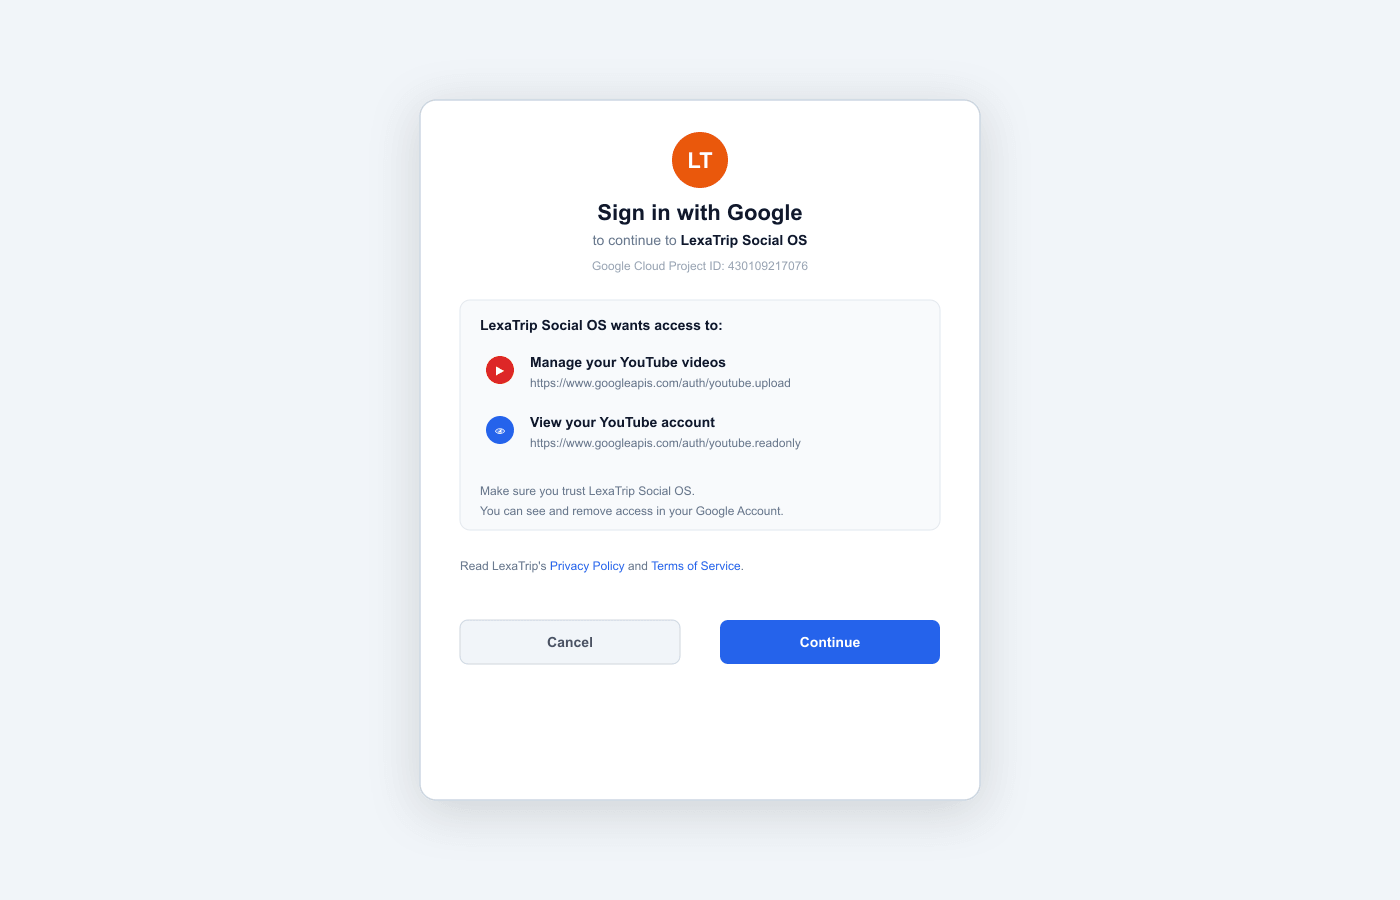 LT
Sign in with Google
to continue to LexaTrip Social OS
Google Cloud Project ID: 430109217076
LexaTrip Social OS wants access to:
Manage your YouTube videos
https://www.googleapis.com/auth/youtube.upload
View your YouTube account
https://www.googleapis.com/auth/youtube.readonly
Make sure you trust LexaTrip Social OS.
You can see and remove access in your Google Account.
Read LexaTrip's Privacy Policy and Terms of Service.
Cancel
Continue